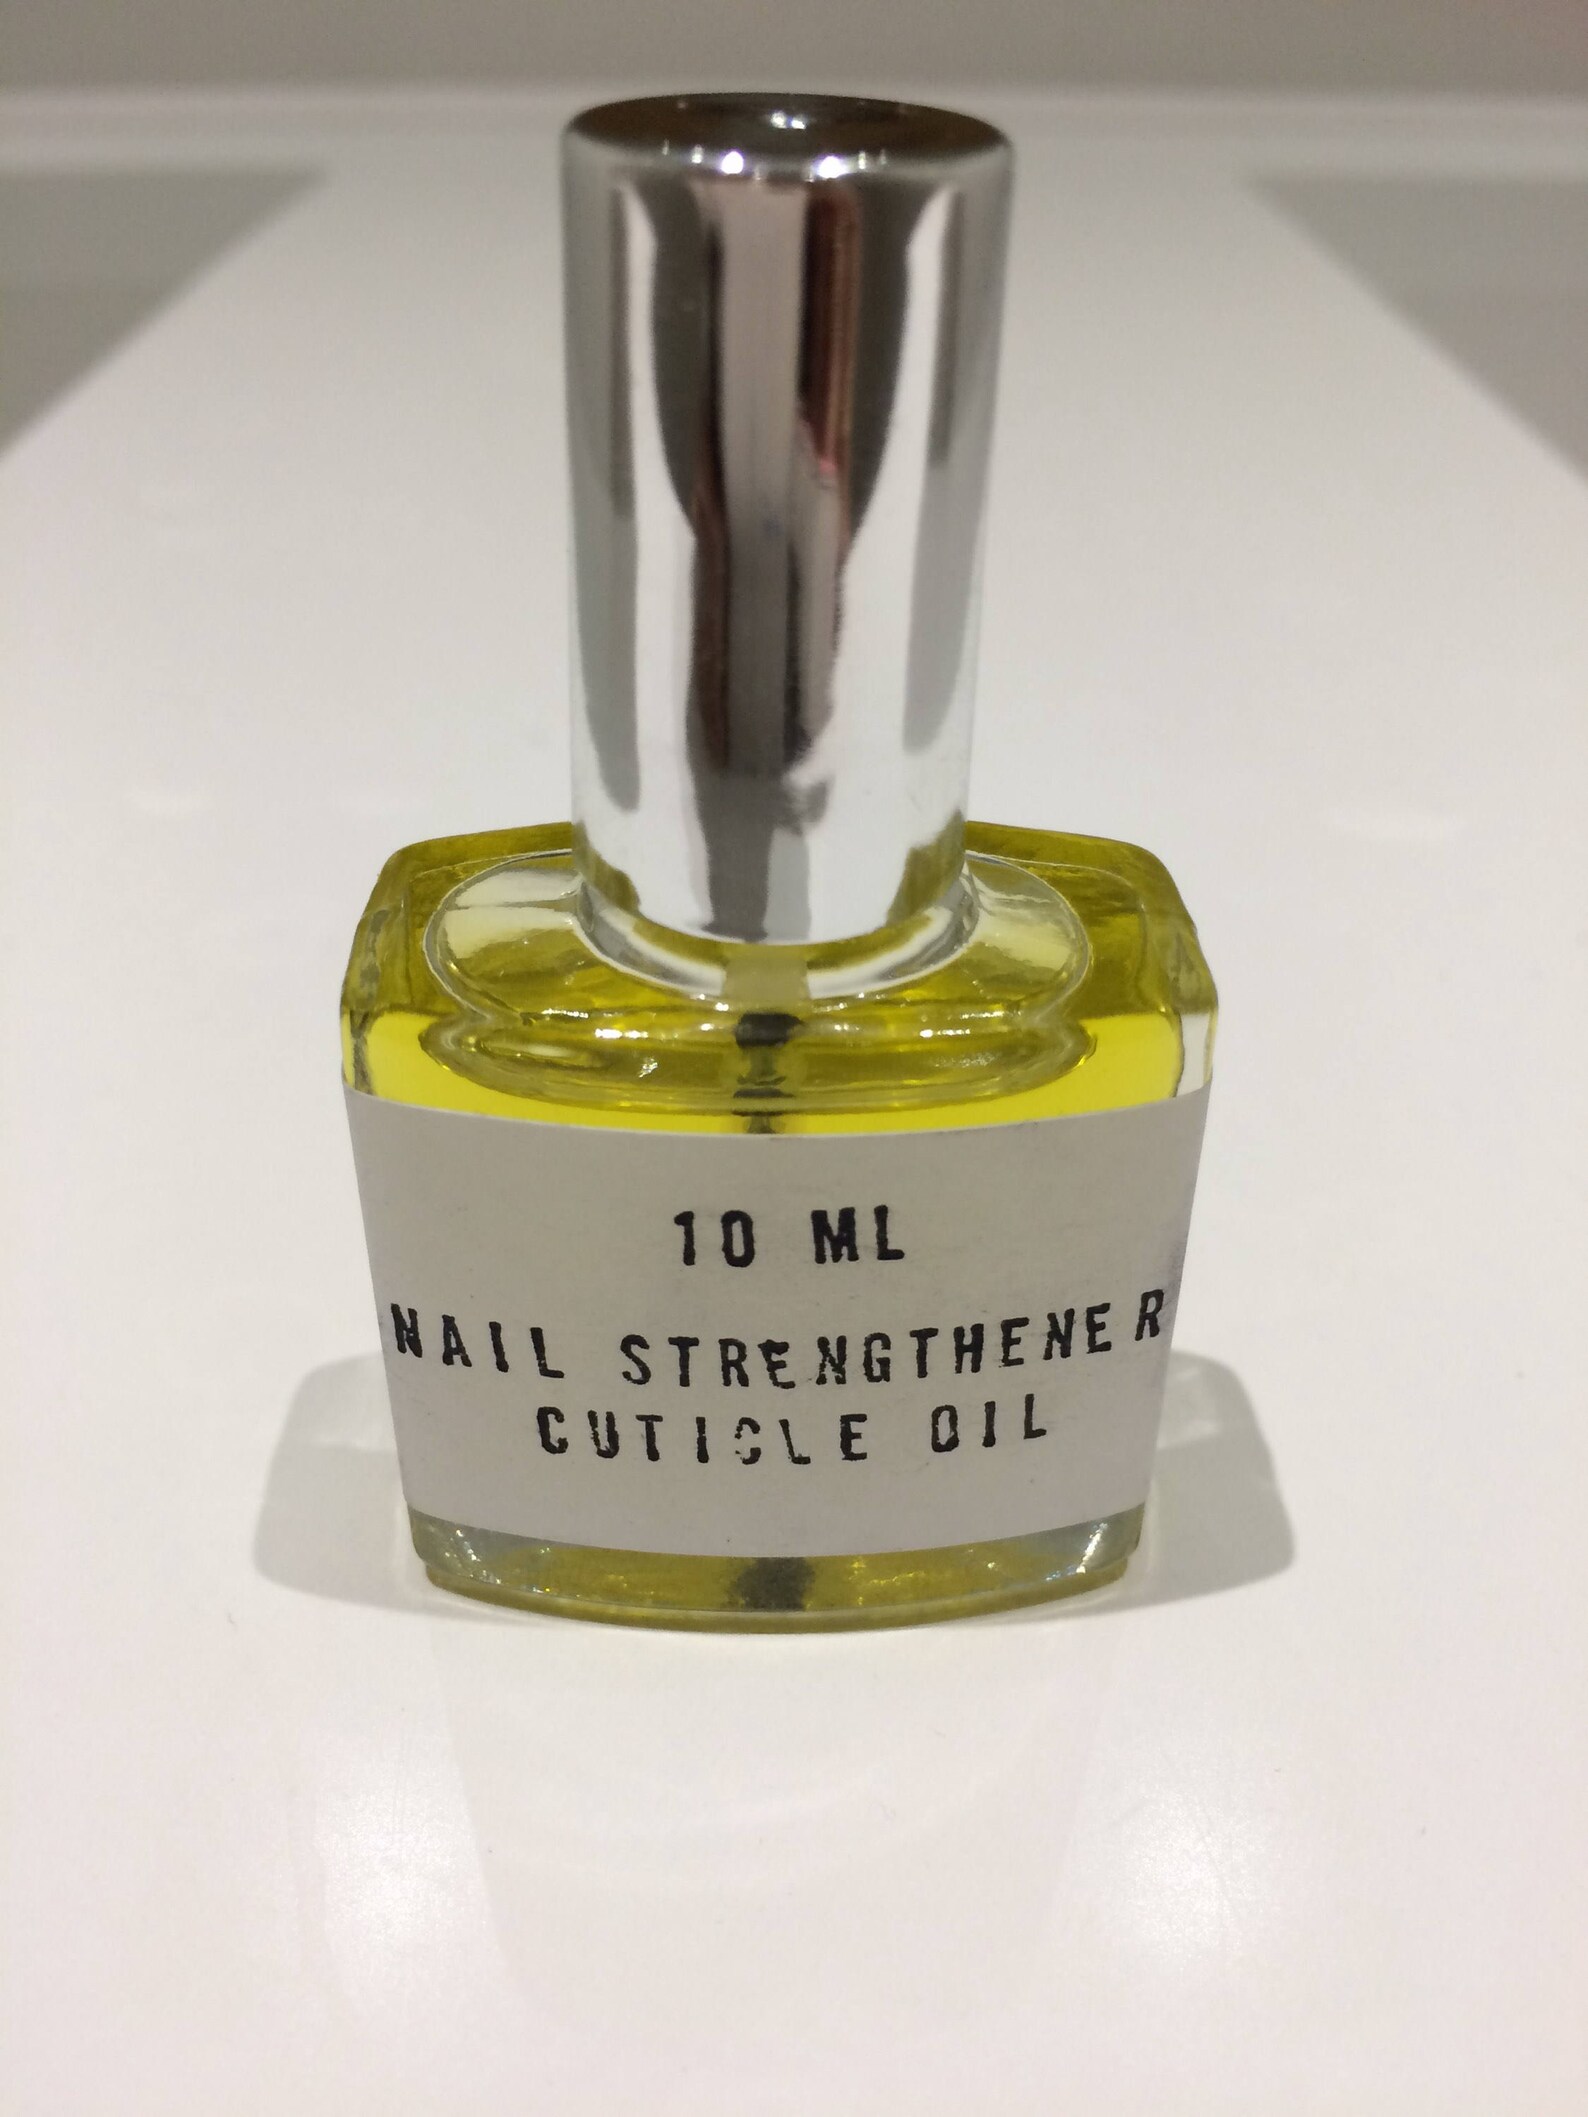 10 ML
NAIL STRENGTHENER
CUTICLE OIL